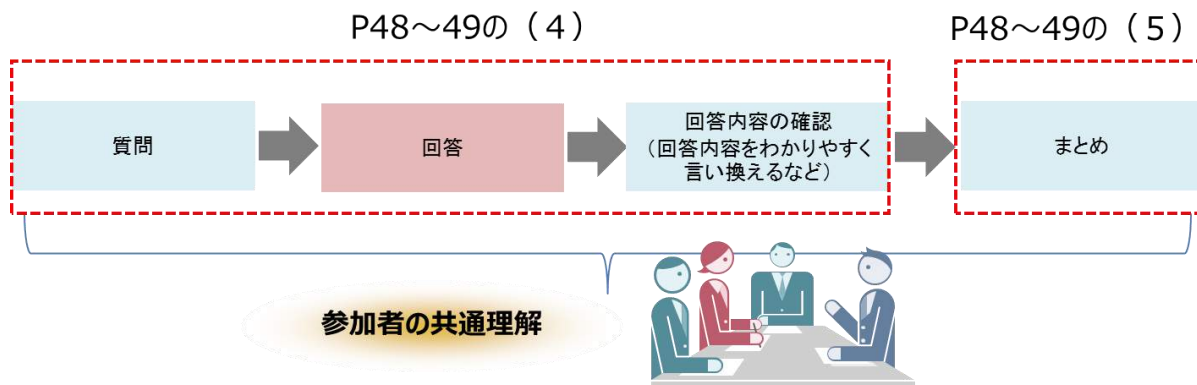 P48～49の（４）
P48～49の（５）
質問
回答
回答内容の確認
（回答内容をわかりやすく
言い換えるなど）
まとめ
参加者の共通理解